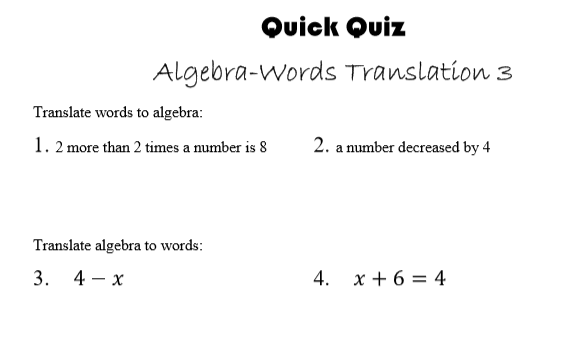 Quick Quiz
Algebra-Words Translation 3
Translate words to algebra:
1. 2 more than 2 times a number is 8
2. a number decreased by 4
Translate algebra to words:
3. 4 − x
4. x + 6 = 4